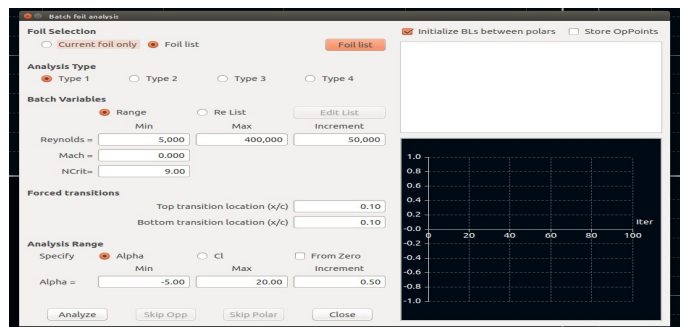 Batch foil analysis
Foil Selection
Current foil only Foil list Foil list
Analysis Type
Type 1 Type 2 Type 3 Type 4
Batch Variables
Range Re List Edit List
Min Max Increment
Reynolds = 5,000 400,000 50,000
Mach = 0.000
NCrit= 9.00
Forced transitions
Top transition location (x/c) 0.10
Bottom transition location (x/c) 0.10
Analysis Range
Specify Alpha Cl From Zero
Min Max Increment
Alpha = -5.00 20.00 0.50
Analyze Skip Opp Skip Polar Close
Initialize BLs between polars Store OpPoints
1.0
0.8
0.6
0.4
0.2
Iter
-0.0
0 20 40 60 80 100
-0.2
-0.4
-0.6
-0.8
-1.0